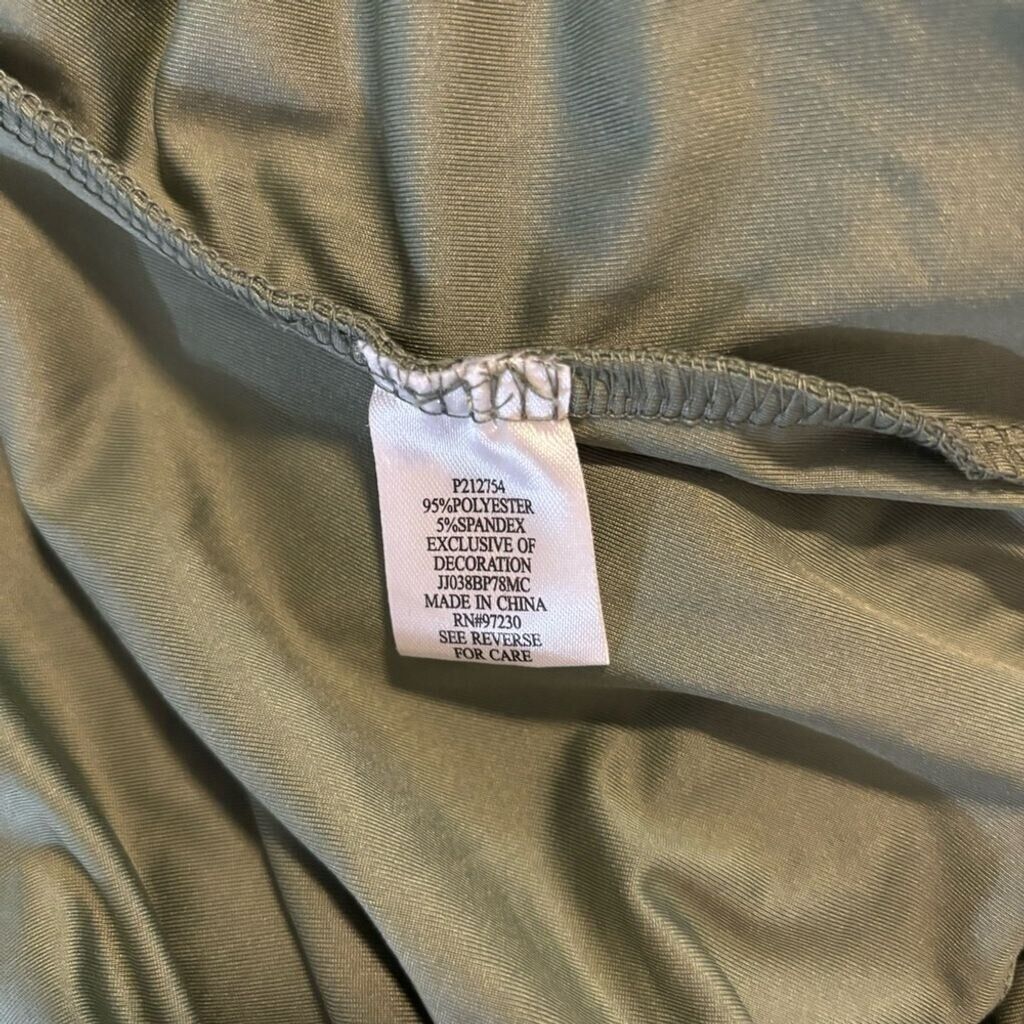 P212754
95%POLYESTER
5%SPANDEX
EXCLUSIVE OF
DECORATION
JJ038BP78MC
MADE IN CHINA
RN#97230
SEE REVERSE
FOR CARE